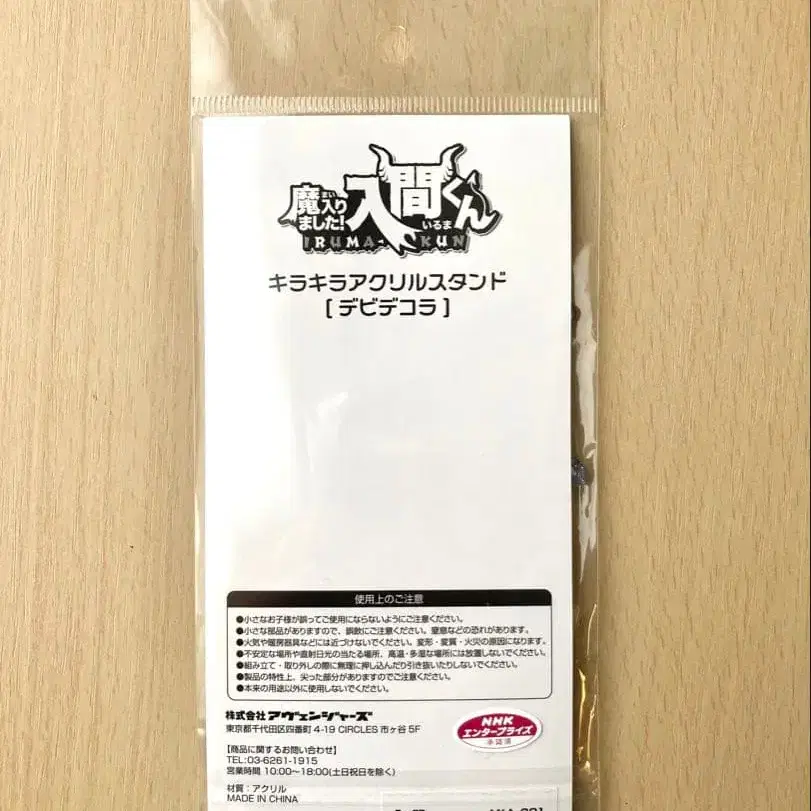 魔入り
まい
ました!
入間くん
いるま
IRUMA-KUN
キラキラアクリルスタンド
[ デビデコラ ]
使用上のご注意
●小さなお子様が誤ってご使用にならないようにご注意ください。
●小さな部品がありますので、誤飲にご注意ください。窒息などの恐れがあります。
●火気や暖房器具などには近づけないでください。変形・変質・火災の原因になります。
●不安定な場所や直射日光の当たる場所、高温・多湿な場所には放置しないでください。
●組み立て・取り外しの際に無理に押し込んだり引き抜いたりしないでください。
●製品の特性上、尖った部分がありますのでご注意ください。
●本来の用途以外に使用しないでください。
株式会社 アヴェンジャーズ
東京都千代田区四番町 4-19 CIRCLES 市ヶ谷 5F
【商品に関するお問い合わせ】
TEL:03-6261-1915
営業時間 10:00~18:00(土日祝日を除く)
材質:アクリル
MADE IN CHINA
NHK
エンタープライズ
承認済